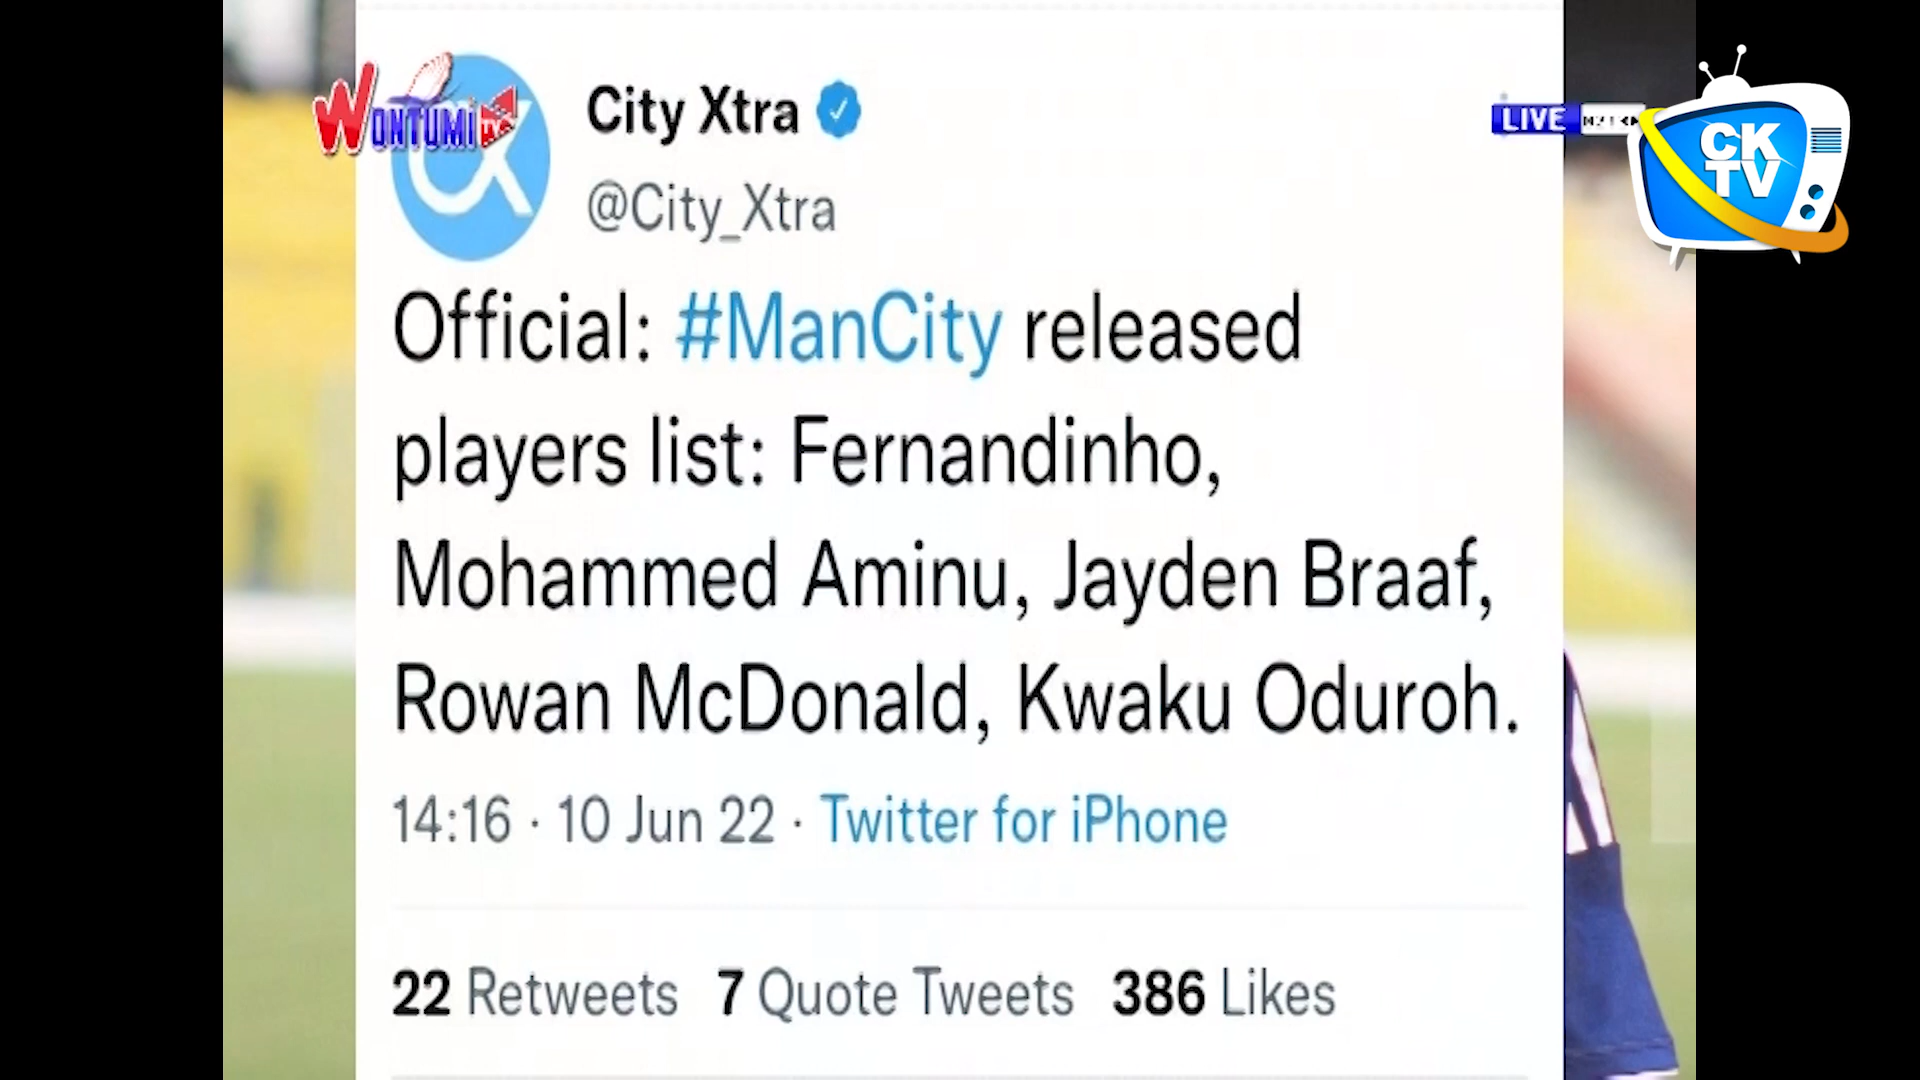 WONTUMi TV
City Xtra
@City_Xtra
LIVE
CK
TV
Official: #ManCity released
players list: Fernandinho,
Mohammed Aminu, Jayden Braaf,
Rowan McDonald, Kwaku Oduroh.
14:16 · 10 Jun 22 · Twitter for iPhone
22 Retweets 7 Quote Tweets 386 Likes